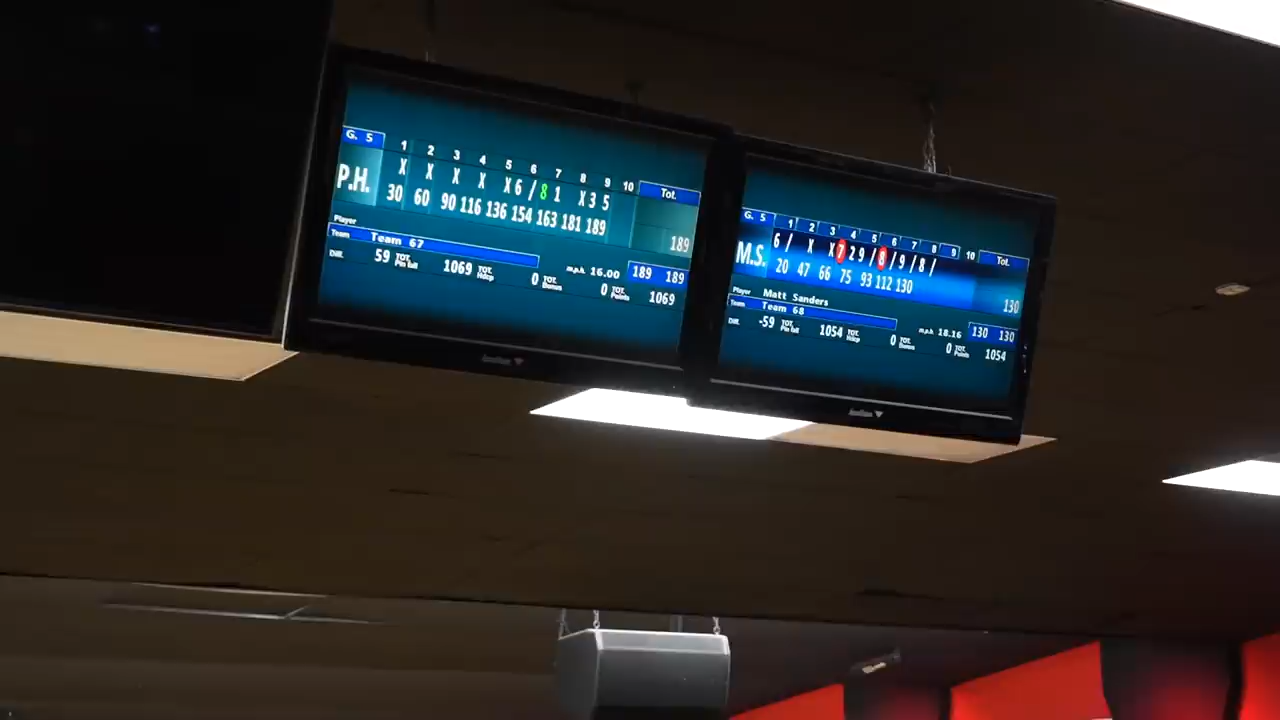 G. 5
1 2 3 4 5 6 7 8 9 10 Tot.
P.H. X X X X X 6 / 8 1 X 3 5
30 60 90 116 136 154 163 181 189
189
Player
Team Team 67
Diff. 59 TOT. Pin fall 1069 TOT. Hdcp 0 TOT. Bonus m.p.h. 16.00 0 TOT. Points 189 189 1069
G. 5 1 2 3 4 5 6 7 8 9 10 Tot.
M.S. 6 / X X 7 2 9 / 8 / 9 / 8 /
20 47 66 75 93 112 130
130
Player Matt Sanders
Team Team 68
Diff. -59 TOT. Pin fall 1054 TOT. Hdcp 0 TOT. Bonus m.p.h. 18.16 0 TOT. Points 130 130 1054